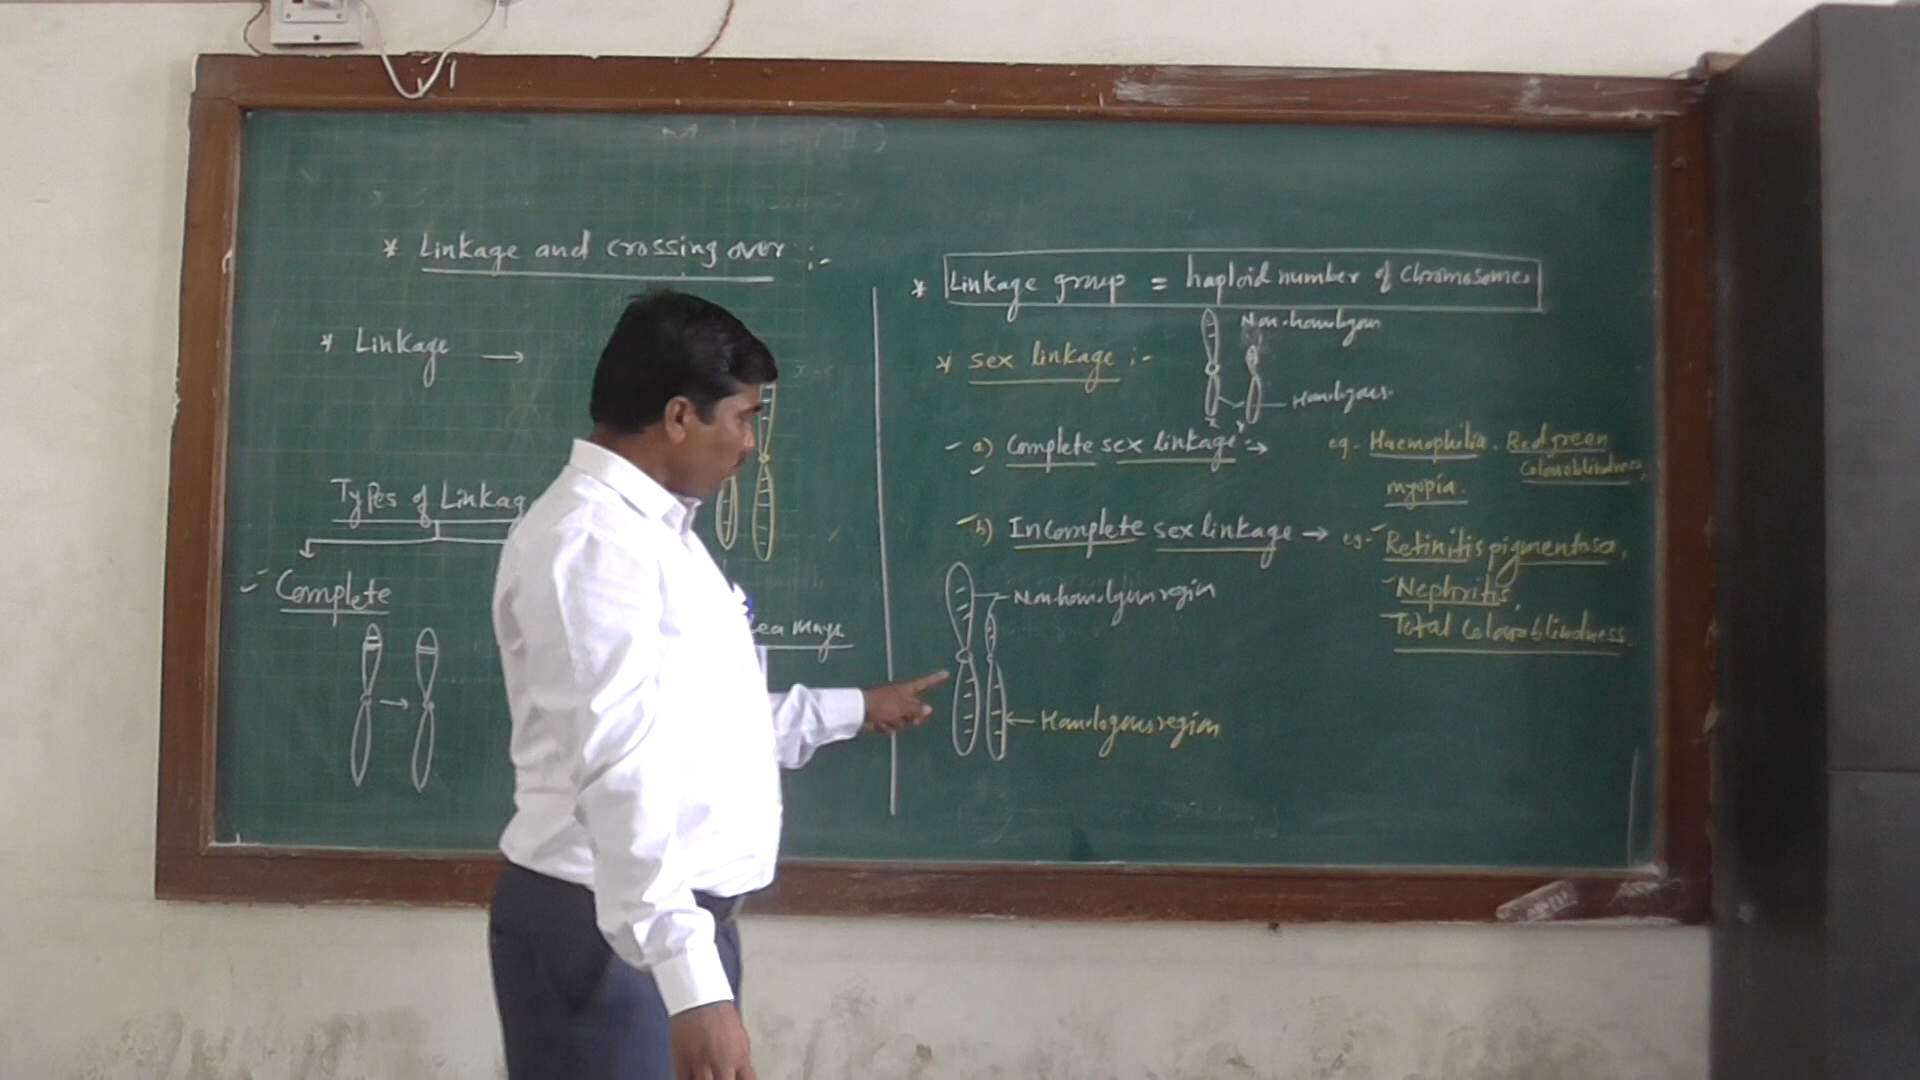 * Linkage and crossing over :-
* Linkage →
Types of Linkag
Complete
ea Mays
* Linkage group = haploid number of chromosomes
* sex linkage :-
Non-homologous
Homologous.
x y
a) Complete sex linkage :→ eg- Haemophilia. Red green
Colourblindness,
myopia.
b) Incomplete sex linkage → eg- Retinitis pigmentosa,
Nephritis,
Total Colourblindness.
Non homologous region
Homologous region